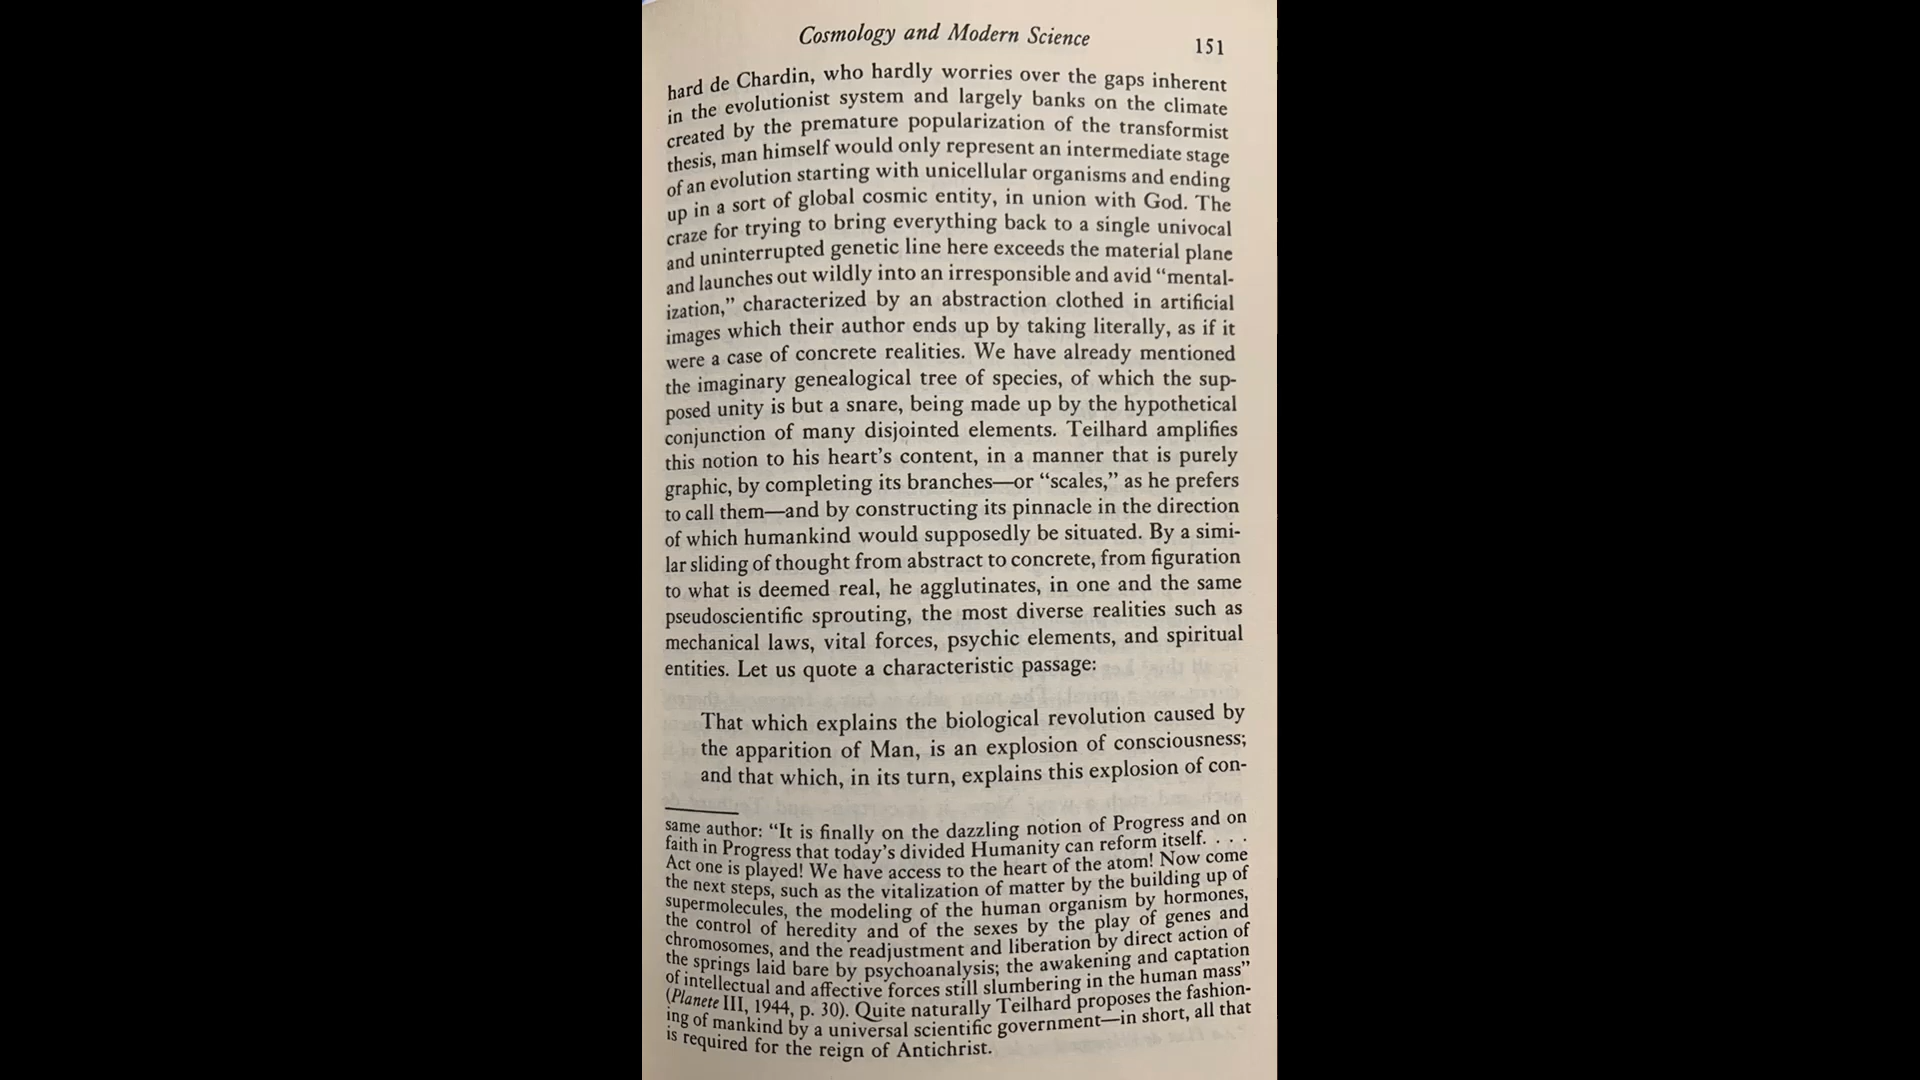 Cosmology and Modern Science 151
hard de Chardin, who hardly worries over the gaps inherent
in the evolutionist system and largely banks on the climate
created by the premature popularization of the transformist
thesis, man himself would only represent an intermediate stage
of an evolution starting with unicellular organisms and ending
up in a sort of global cosmic entity, in union with God. The
craze for trying to bring everything back to a single univocal
and uninterrupted genetic line here exceeds the material plane
and launches out wildly into an irresponsible and avid “mental-
ization,” characterized by an abstraction clothed in artificial
images which their author ends up by taking literally, as if it
were a case of concrete realities. We have already mentioned
the imaginary genealogical tree of species, of which the sup-
posed unity is but a snare, being made up by the hypothetical
conjunction of many disjointed elements. Teilhard amplifies
this notion to his heart’s content, in a manner that is purely
graphic, by completing its branches—or “scales,” as he prefers
to call them—and by constructing its pinnacle in the direction
of which humankind would supposedly be situated. By a simi-
lar sliding of thought from abstract to concrete, from figuration
to what is deemed real, he agglutinates, in one and the same
pseudoscientific sprouting, the most diverse realities such as
mechanical laws, vital forces, psychic elements, and spiritual
entities. Let us quote a characteristic passage:
That which explains the biological revolution caused by
the apparition of Man, is an explosion of consciousness;
and that which, in its turn, explains this explosion of con-
same author: “It is finally on the dazzling notion of Progress and on
faith in Progress that today’s divided Humanity can reform itself. . . .
Act one is played! We have access to the heart of the atom! Now come
the next steps, such as the vitalization of matter by the building up of
supermolecules, the modeling of the human organism by hormones,
the control of heredity and of the sexes by the play of genes and
chromosomes, and the readjustment and liberation by direct action of
the springs laid bare by psychoanalysis; the awakening and captation
of intellectual and affective forces still slumbering in the human mass”
(Planete III, 1944, p. 30). Quite naturally Teilhard proposes the fashion-
ing of mankind by a universal scientific government—in short, all that
is required for the reign of Antichrist.